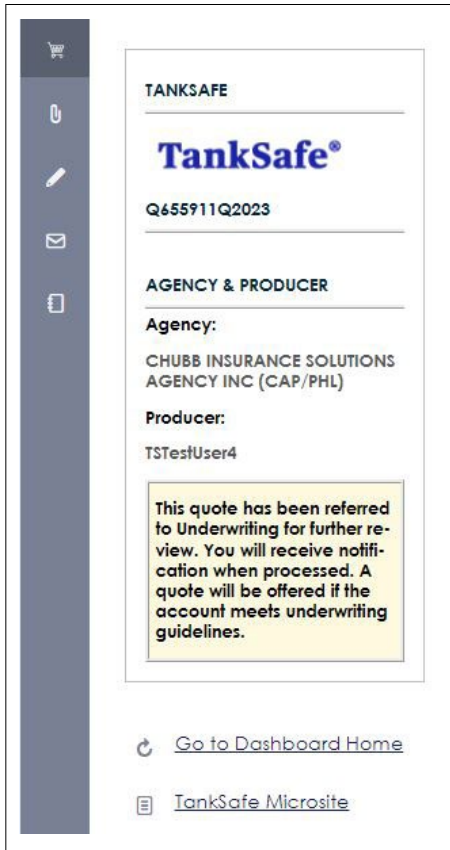 TANKSAFE
TankSafe®
Q655911Q2023
AGENCY & PRODUCER
Agency:
CHUBB INSURANCE SOLUTIONS
AGENCY INC (CAP/PHL)
Producer:
TSTestUser4
This quote has been referred
to Underwriting for further re-
view. You will receive notifi-
cation when processed. A
quote will be offered if the
account meets underwriting
guidelines.
Go to Dashboard Home
TankSafe Microsite